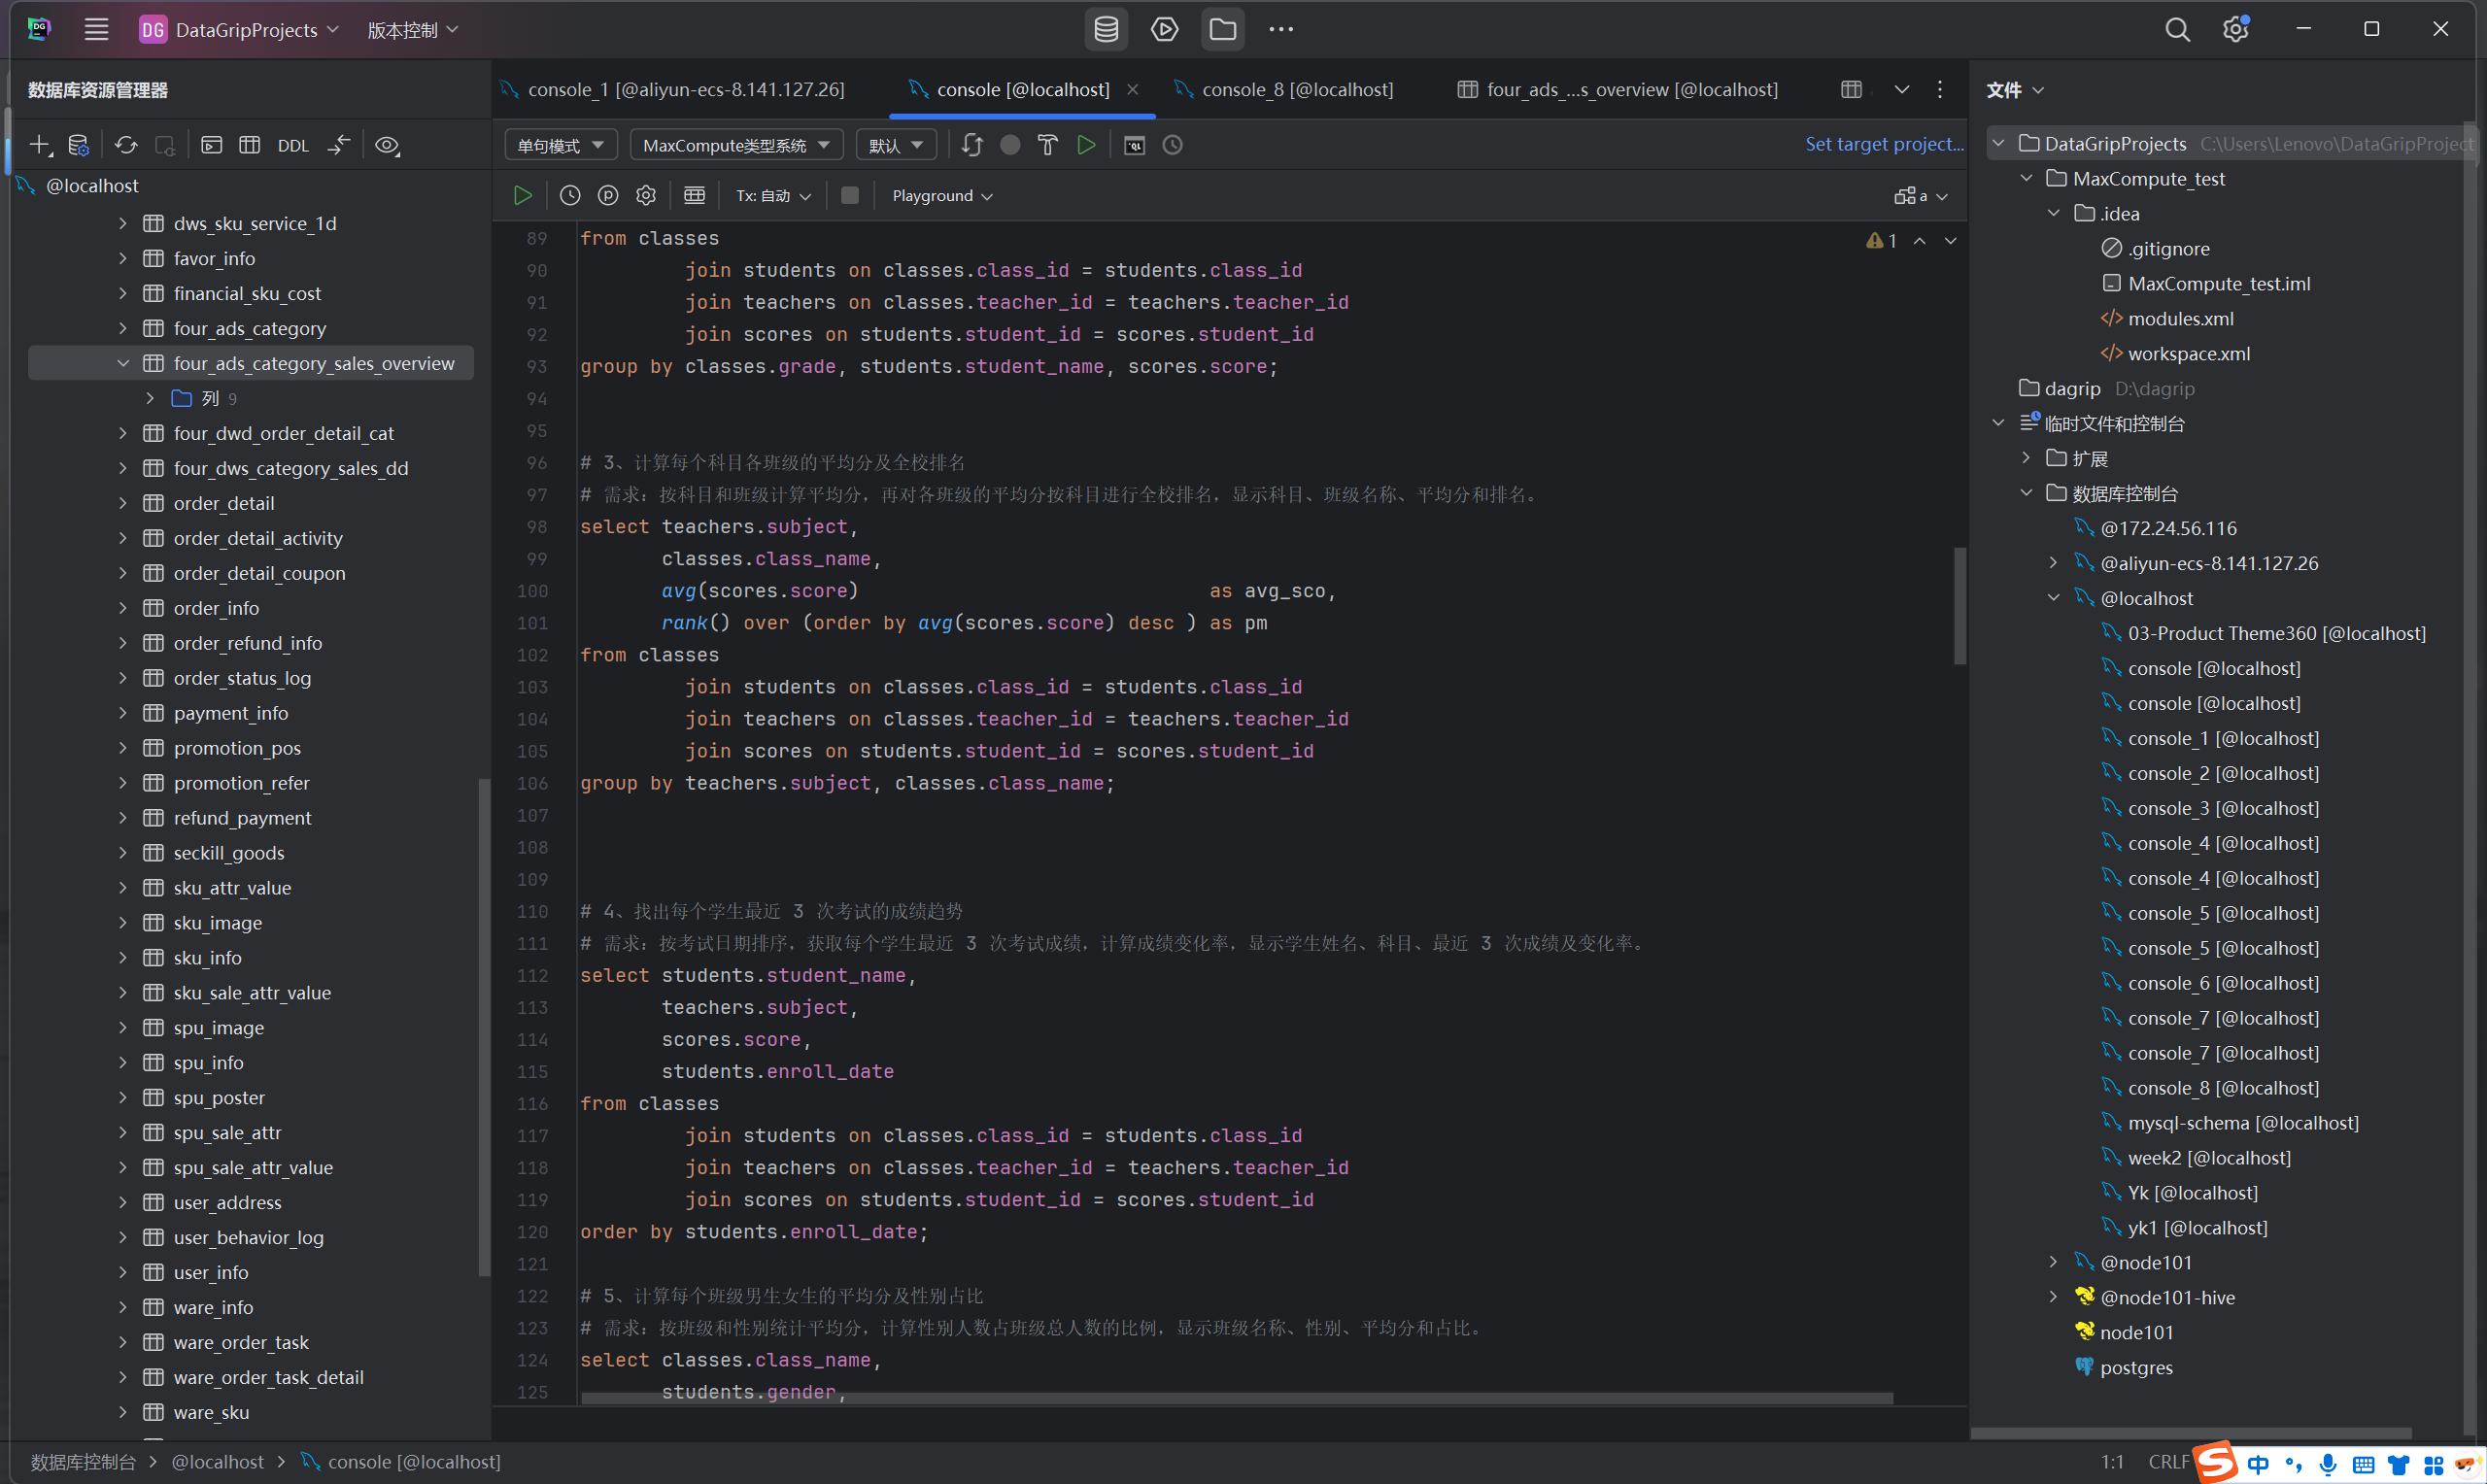 DG DataGripProjects 版本控制
数据库资源管理器
DDL
@localhost
dws_sku_service_1d
favor_info
financial_sku_cost
four_ads_category
four_ads_category_sales_overview
列 9
four_dwd_order_detail_cat
four_dws_category_sales_dd
order_detail
order_detail_activity
order_detail_coupon
order_info
order_refund_info
order_status_log
payment_info
promotion_pos
promotion_refer
refund_payment
seckill_goods
sku_attr_value
sku_image
sku_info
sku_sale_attr_value
spu_image
spu_info
spu_poster
spu_sale_attr
spu_sale_attr_value
user_address
user_behavior_log
user_info
ware_info
ware_order_task
ware_order_task_detail
ware_sku
console_1 [@aliyun-ecs-8.141.127.26] console [@localhost] console_8 [@localhost] four_ads_...s_overview [@localhost]
单句模式 MaxCompute类型系统 默认 Set target project...
Tx: 自动 Playground a
1
89 from classes
90 join students on classes.class_id = students.class_id
91 join teachers on classes.teacher_id = teachers.teacher_id
92 join scores on students.student_id = scores.student_id
93 group by classes.grade, students.student_name, scores.score;
94
95
96 # 3、计算每个科目各班级的平均分及全校排名
97 # 需求：按科目和班级计算平均分，再对各班级的平均分按科目进行全校排名，显示科目、班级名称、平均分和排名。
98 select teachers.subject,
99 classes.class_name,
100 avg(scores.score) as avg_sco,
101 rank() over (order by avg(scores.score) desc ) as pm
102 from classes
103 join students on classes.class_id = students.class_id
104 join teachers on classes.teacher_id = teachers.teacher_id
105 join scores on students.student_id = scores.student_id
106 group by teachers.subject, classes.class_name;
107
108
109
110 # 4、找出每个学生最近 3 次考试的成绩趋势
111 # 需求：按考试日期排序，获取每个学生最近 3 次考试成绩，计算成绩变化率，显示学生姓名、科目、最近 3 次成绩及变化率。
112 select students.student_name,
113 teachers.subject,
114 scores.score,
115 students.enroll_date
116 from classes
117 join students on classes.class_id = students.class_id
118 join teachers on classes.teacher_id = teachers.teacher_id
119 join scores on students.student_id = scores.student_id
120 order by students.enroll_date;
121
122 # 5、计算每个班级男生女生的平均分及性别占比
123 # 需求：按班级和性别统计平均分，计算性别人数占班级总人数的比例，显示班级名称、性别、平均分和占比。
124 select classes.class_name,
125 students.gender,
文件
DataGripProjects C:\Users\Lenovo\DataGripProject
MaxCompute_test
.idea
.gitignore
MaxCompute_test.iml
modules.xml
workspace.xml
dagrip D:\dagrip
临时文件和控制台
扩展
数据库控制台
@172.24.56.116
@aliyun-ecs-8.141.127.26
@localhost
03-Product Theme360 [@localhost]
console [@localhost]
console [@localhost]
console_1 [@localhost]
console_2 [@localhost]
console_3 [@localhost]
console_4 [@localhost]
console_4 [@localhost]
console_5 [@localhost]
console_5 [@localhost]
console_6 [@localhost]
console_7 [@localhost]
console_7 [@localhost]
console_8 [@localhost]
mysql-schema [@localhost]
week2 [@localhost]
Yk [@localhost]
yk1 [@localhost]
@node101
@node101-hive
node101
postgres
数据库控制台 @localhost console [@localhost] 1:1 CRLF 中